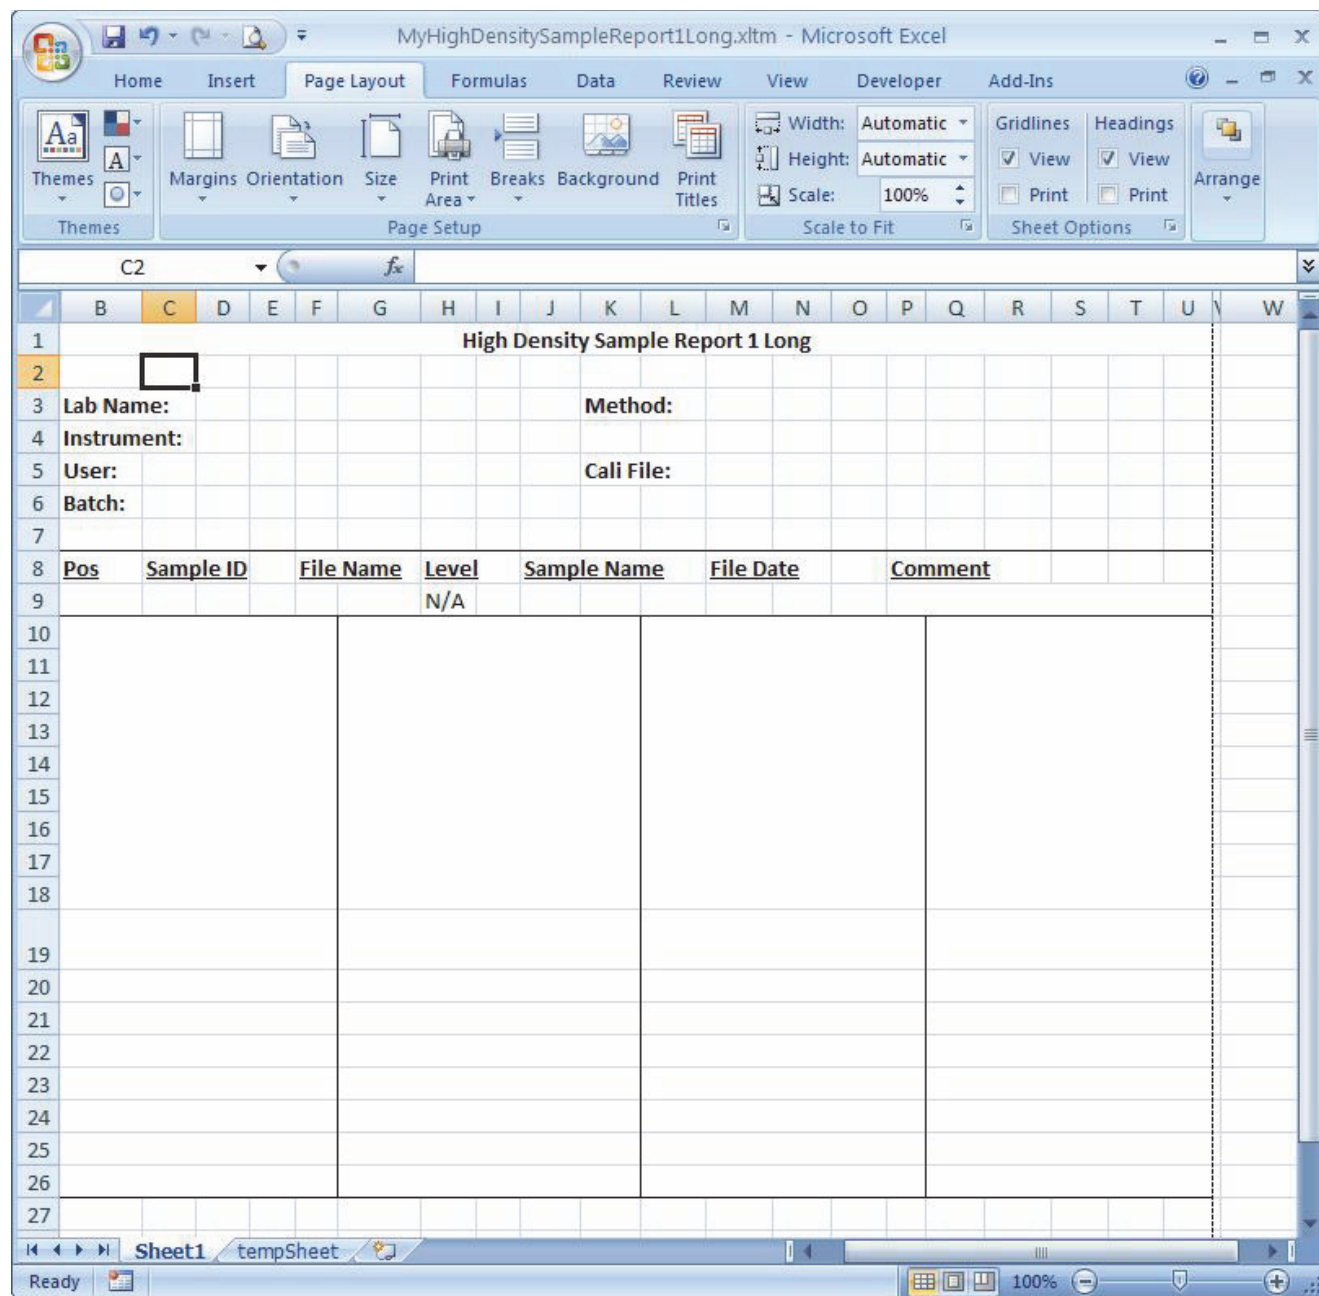 MyHighDensitySampleReport1Long.xltm - Microsoft Excel
Home Insert Page Layout Formulas Data Review View Developer Add-Ins
Aa Themes A Margins Orientation Size Print Area Breaks Background Print Titles Width: Automatic Height: Automatic Scale: 100% Gridlines View Print Headings View Print Arrange
Themes Page Setup Scale to Fit Sheet Options
C2 fx
B C D E F G H I J K L M N O P Q R S T U V W
1 High Density Sample Report 1 Long
2
3 Lab Name: Method:
4 Instrument:
5 User: Cali File:
6 Batch:
7
8 Pos Sample ID File Name Level Sample Name File Date Comment
9 N/A
10
11
12
13
14
15
16
17
18
19
20
21
22
23
24
25
26
27
Sheet1 tempSheet
Ready 100%